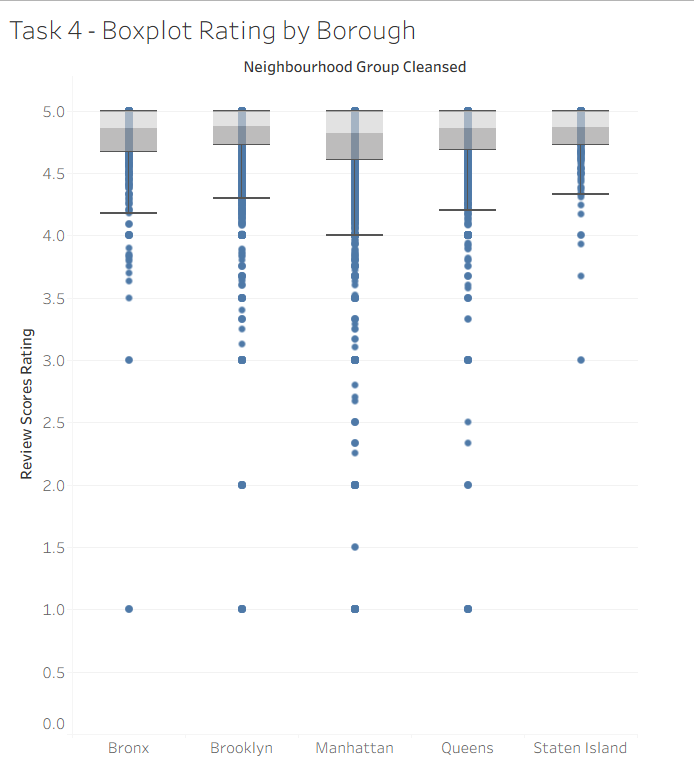 Task 4 - Boxplot Rating by Borough
Neighbourhood Group Cleansed
Review Scores Rating
5.0
4.5
4.0
3.5
3.0
2.5
2.0
1.5
1.0
0.5
0.0
Bronx Brooklyn Manhattan Queens Staten Island